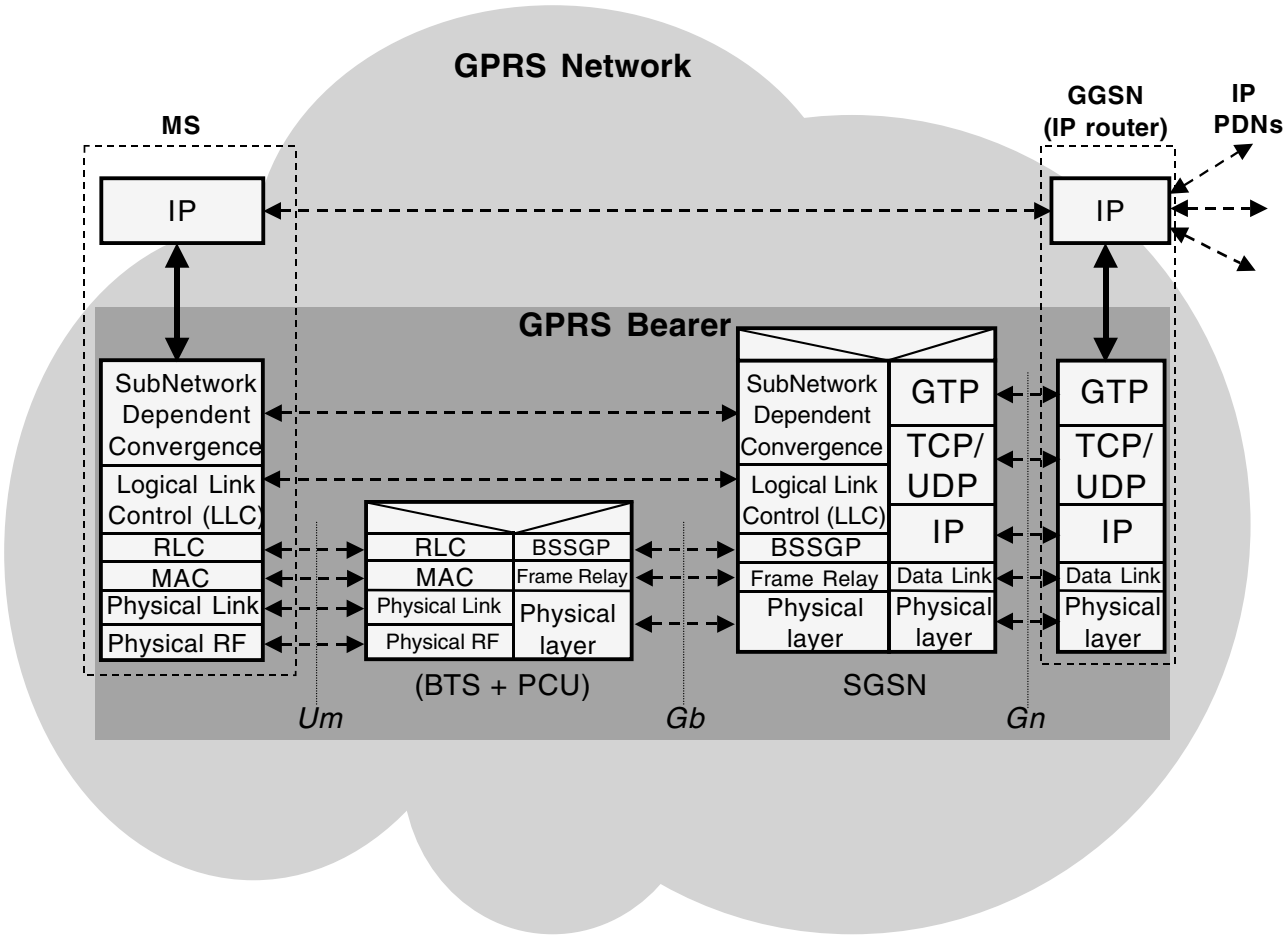 GPRS Network
MS
GGSN
(IP router)
IP
PDNs
IP
IP
GPRS Bearer
SubNetwork
Dependent
Convergence
Logical Link
Control (LLC)
RLC
MAC
Physical Link
Physical RF
RLC
MAC
Physical Link
Physical RF
BSSGP
Frame Relay
Physical
layer
(BTS + PCU)
SubNetwork
Dependent
Convergence
Logical Link
Control (LLC)
BSSGP
Frame Relay
Physical
layer
GTP
TCP/
UDP
IP
Data Link
Physical
layer
SGSN
GTP
TCP/
UDP
IP
Data Link
Physical
layer
Um
Gb
Gn